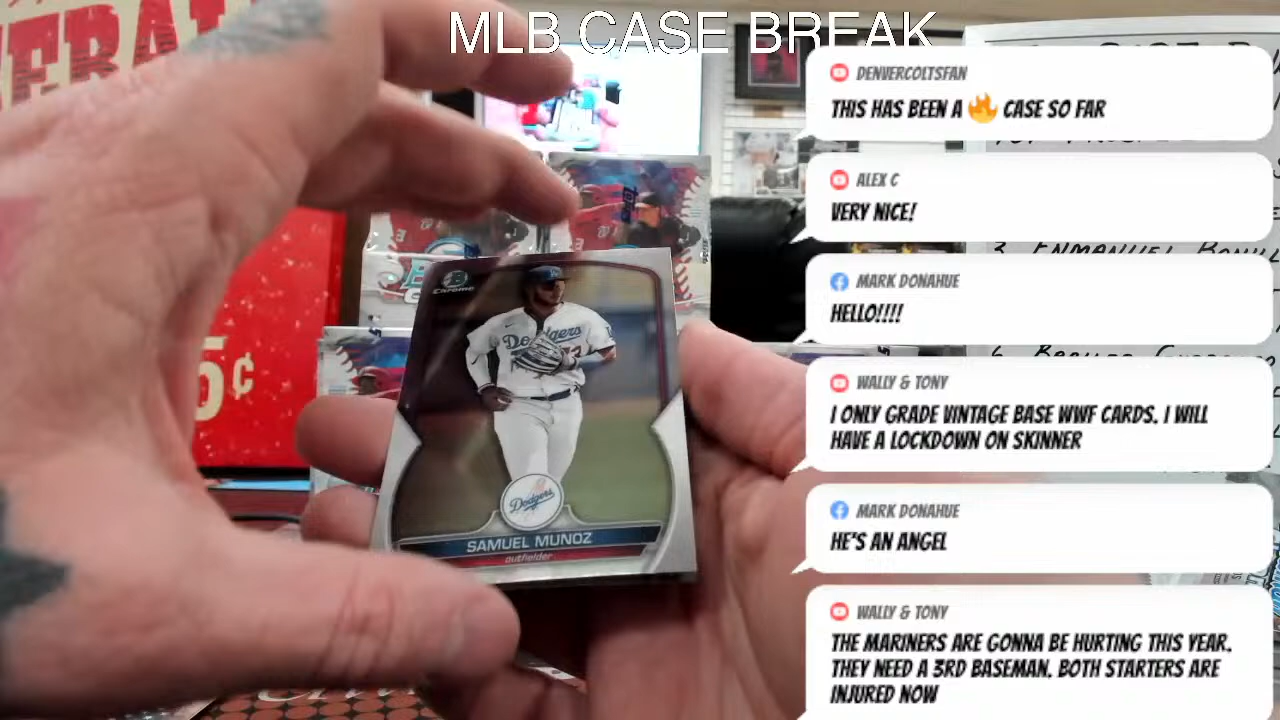 MLB CASE BREAK
DENVERCOLTSFAN
THIS HAS BEEN A 🔥 CASE SO FAR
ALEX C
VERY NICE!
MARK DONAHUE
HELLO!!!!
WALLY & TONY
I ONLY GRADE VINTAGE BASE WWF CARDS. I WILL
HAVE A LOCKDOWN ON SKINNER
MARK DONAHUE
HE'S AN ANGEL
WALLY & TONY
THE MARINERS ARE GONNA BE HURTING THIS YEAR.
THEY NEED A 3RD BASEMAN. BOTH STARTERS ARE
INJURED NOW
5¢
topps
Chrome
Dodgers
Dodgers
SAMUEL MUNOZ
outfielder